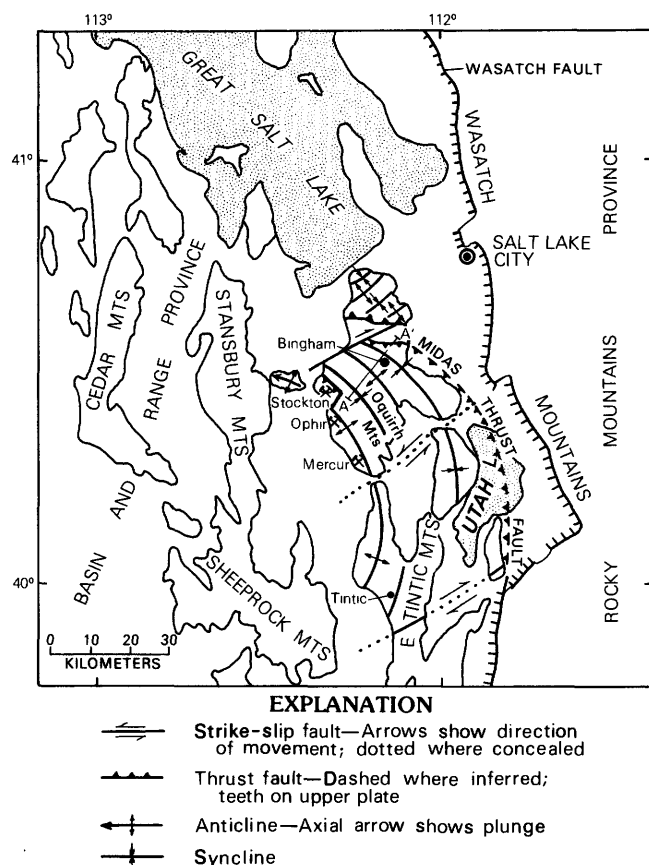 113°
112°
WASATCH FAULT
GREAT
SALT
LAKE
WASATCH
41°
PROVINCE
SALT LAKE
CITY
CEDAR MTS
RANGE PROVINCE
STANSBURY MTS
Bingham
A'
MIDAS
THRUST
FAULT
MOUNTAINS
MOUNTAINS
Stockton
A
Oquirrh
Mts
Ophir
Mercur
UTAH L
BASIN AND
40°
SHEEPROCK MTS
Tintic
E TINTIC MTS
ROCKY
0 10 20 30
KILOMETERS
EXPLANATION
Strike-slip fault—Arrows show direction
of movement; dotted where concealed
Thrust fault—Dashed where inferred;
teeth on upper plate
Anticline—Axial arrow shows plunge
Syncline